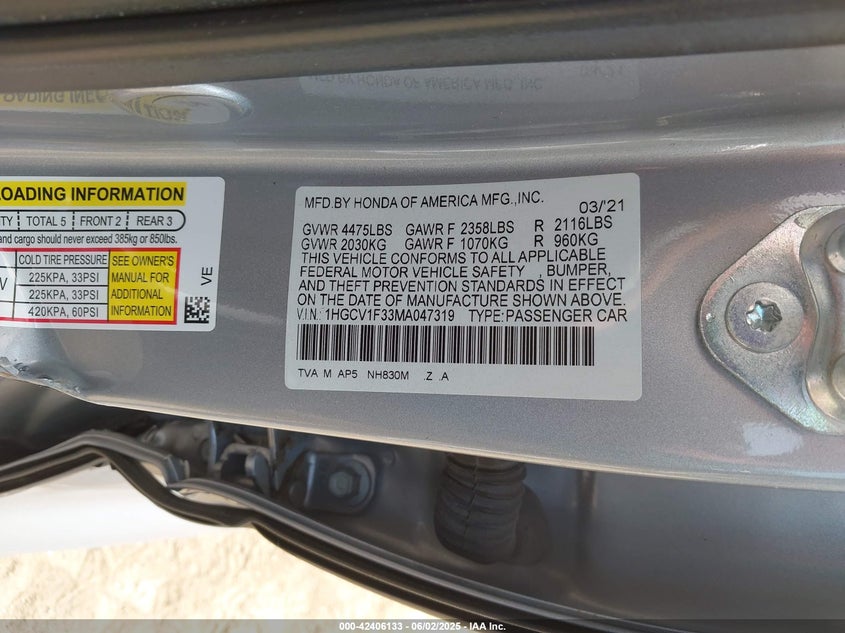 LOADING INFORMATION
TOTAL 5 FRONT 2 REAR 3
and cargo should never exceed 385kg or 850lbs.
COLD TIRE PRESSURE
225KPA, 33PSI
225KPA, 33PSI
420KPA, 60PSI
SEE OWNER'S
MANUAL FOR
ADDITIONAL
INFORMATION
VE
MFD. BY HONDA OF AMERICA MFG., INC. 03/'21
GVWR 4475LBS GAWR F 2358LBS R 2116LBS
GVWR 2030KG GAWR F 1070KG R 960KG
THIS VEHICLE CONFORMS TO ALL APPLICABLE
FEDERAL MOTOR VEHICLE SAFETY , BUMPER,
AND THEFT PREVENTION STANDARDS IN EFFECT
ON THE DATE OF MANUFACTURE SHOWN ABOVE.
V.I.N.: 1HGCV1F33MA047319 TYPE: PASSENGER CAR
TVA M AP5 NH830M .Z .A
000-42406133 - 06/02/2025 - IAA Inc.